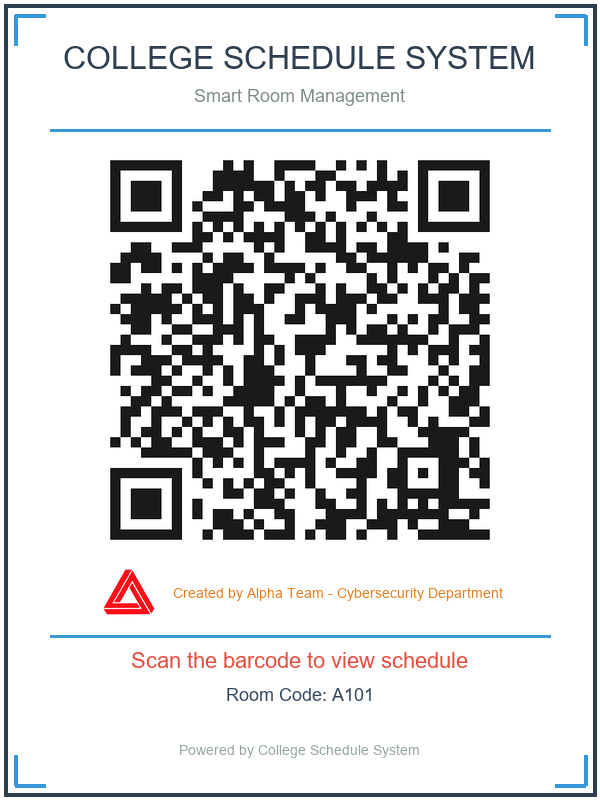 COLLEGE SCHEDULE SYSTEM
Smart Room Management
Created by Alpha Team - Cybersecurity Department
Scan the barcode to view schedule
Room Code: A101
Powered by College Schedule System